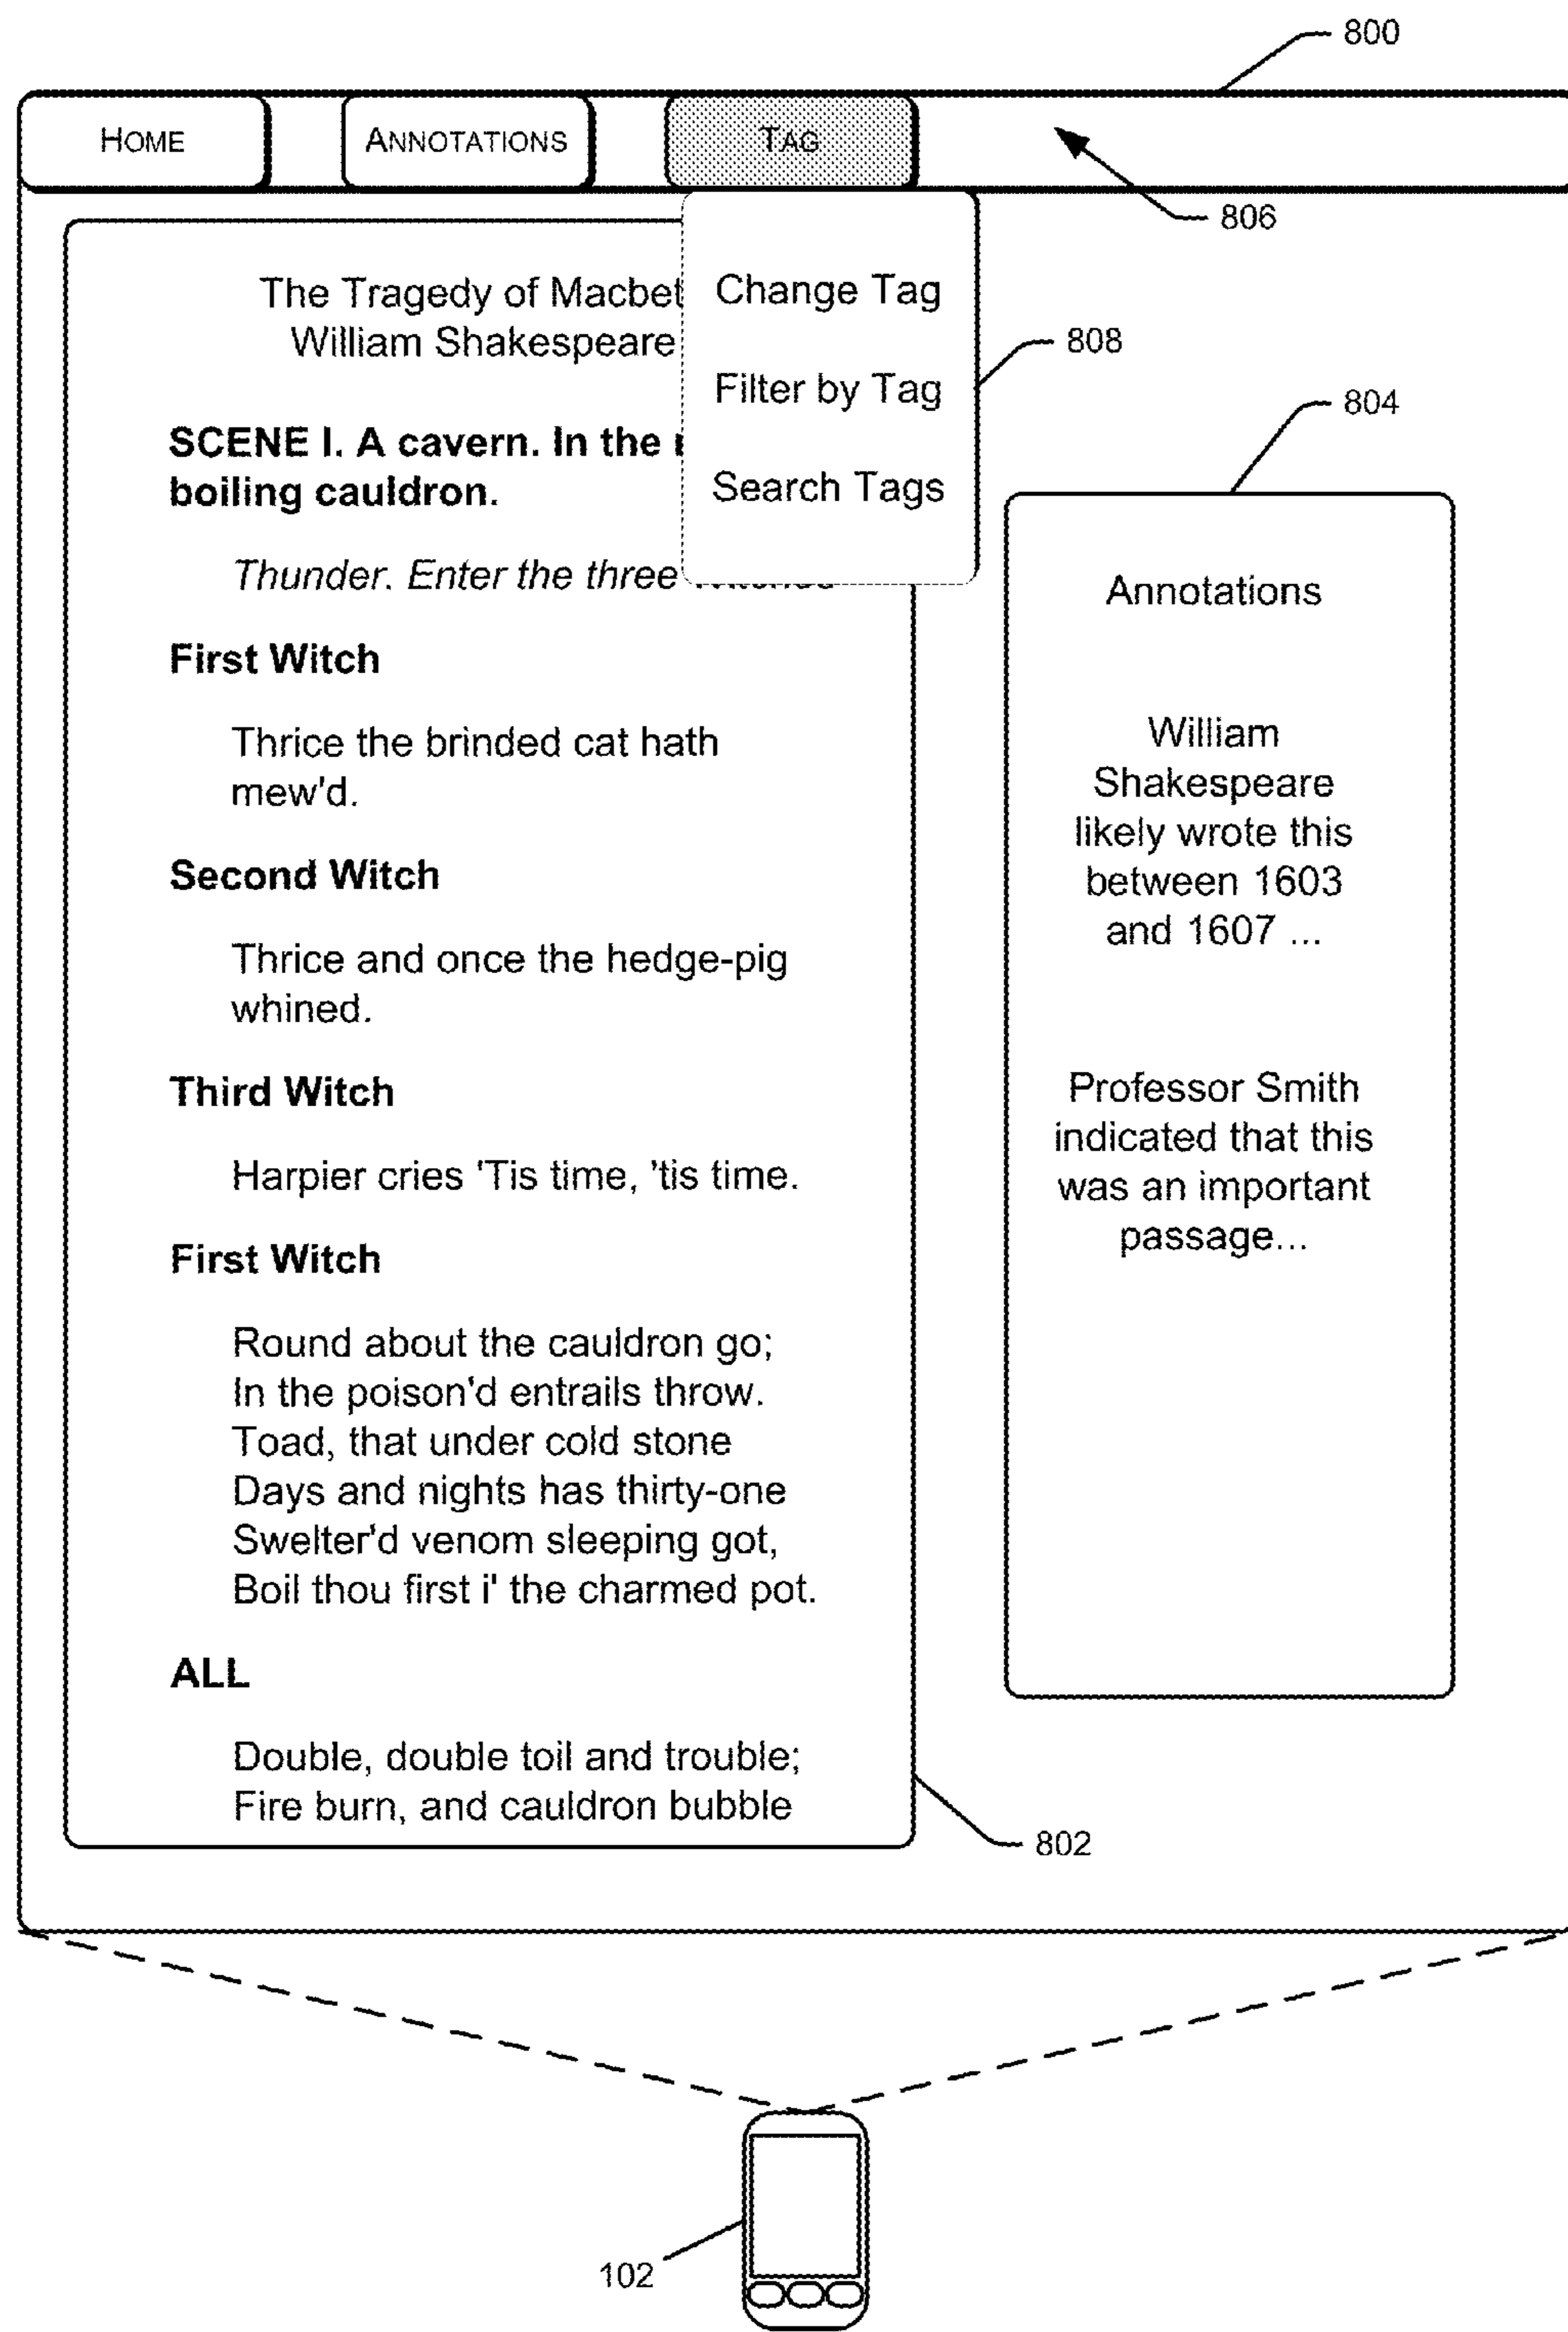 800
HOME
ANNOTATIONS
TAG
806
The Tragedy of Macbet
William Shakespeare
Change Tag
Filter by Tag
Search Tags
808
804
SCENE I. A cavern. In the
boiling cauldron.
Thunder. Enter the three
First Witch
Thrice the brinded cat hath
mew'd.
Second Witch
Thrice and once the hedge-pig
whined.
Third Witch
Harpier cries 'Tis time, 'tis time.
First Witch
Round about the cauldron go;
In the poison'd entrails throw.
Toad, that under cold stone
Days and nights has thirty-one
Swelter'd venom sleeping got,
Boil thou first i' the charmed pot.
ALL
Double, double toil and trouble;
Fire burn, and cauldron bubble
Annotations
William
Shakespeare
likely wrote this
between 1603
and 1607 ...
Professor Smith
indicated that this
was an important
passage...
802
102